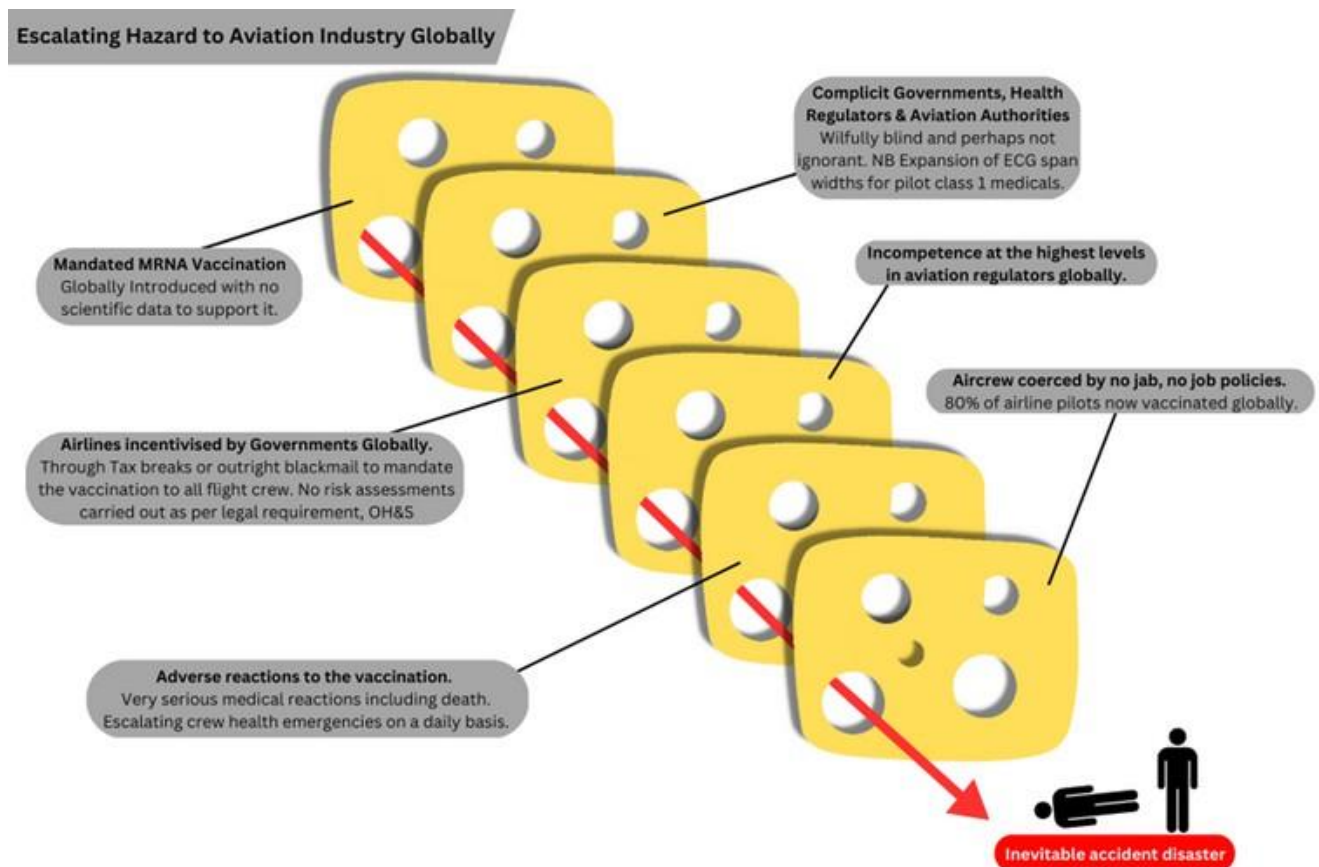 Escalating Hazard to Aviation Industry Globally
Complicit Governments, Health
Regulators & Aviation Authorities
Wilfully blind and perhaps not
ignorant. NB Expansion of ECG span
widths for pilot class 1 medicals.
Mandated MRNA Vaccination
Globally Introduced with no
scientific data to support it.
Incompetence at the highest levels
in aviation regulators globally.
Aircrew coerced by no jab, no job policies.
80% of airline pilots now vaccinated globally.
Airlines incentivised by Governments Globally.
Through Tax breaks or outright blackmail to mandate
the vaccination to all flight crew. No risk assessments
carried out as per legal requirement, OH&S
Adverse reactions to the vaccination.
Very serious medical reactions including death.
Escalating crew health emergencies on a daily basis.
Inevitable accident disaster